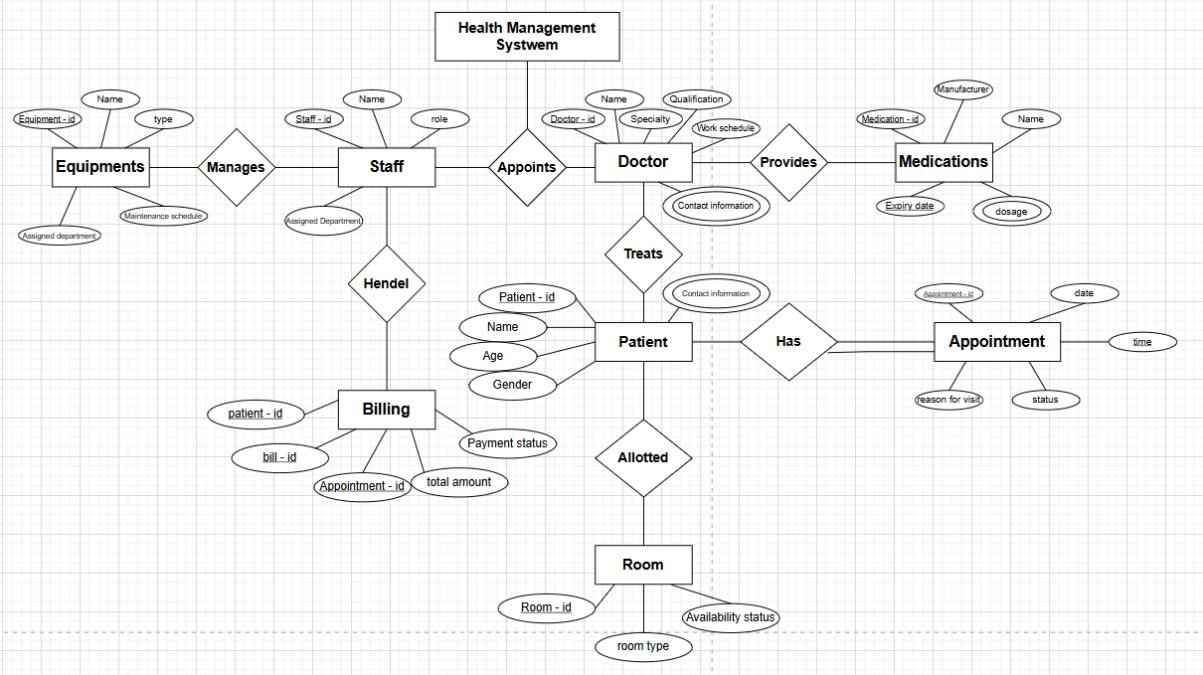 Health Management
Systwem
Name
Equipment - id
type
Equipments
Maintenance schedule
Assigned department
Manages
Name
Staff - id
role
Staff
Assigned Department
Appoints
Name
Qualification
Doctor - id
Specialty
Work schedule
Doctor
Contact information
Provides
Manufacturer
Medication - id
Name
Medications
Expiry date
dosage
Hendel
Treats
Patient - id
Name
Age
Gender
Contact information
Patient
Has
Appointment - id
date
Appointment
time
reason for visit
status
Billing
patient - id
bill - id
Appointment - id
total amount
Payment status
Allotted
Room
Room - id
room type
Availability status